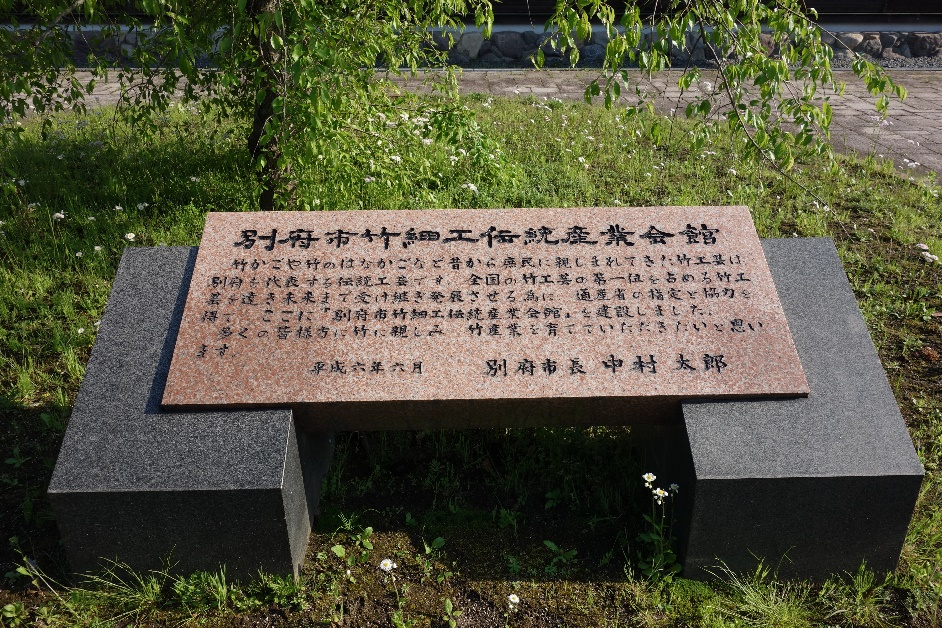 別府市竹細工伝統産業会館
竹かごや竹のはなかごなど昔から庶民に親しまれてきた竹工芸は
別府を代表する伝統工芸です。全国の竹工芸の第一位を占める竹工
芸を遠き未来まで受け継ぎ発展させる為に、通産省の指定と協力を
得て、ここに『別府市竹細工伝統産業会館』を建設しました。
多くの皆様方に竹に親しみ、竹産業を育てていただきたいと思い
ます
平成六年六月 別府市長 中村 太郎